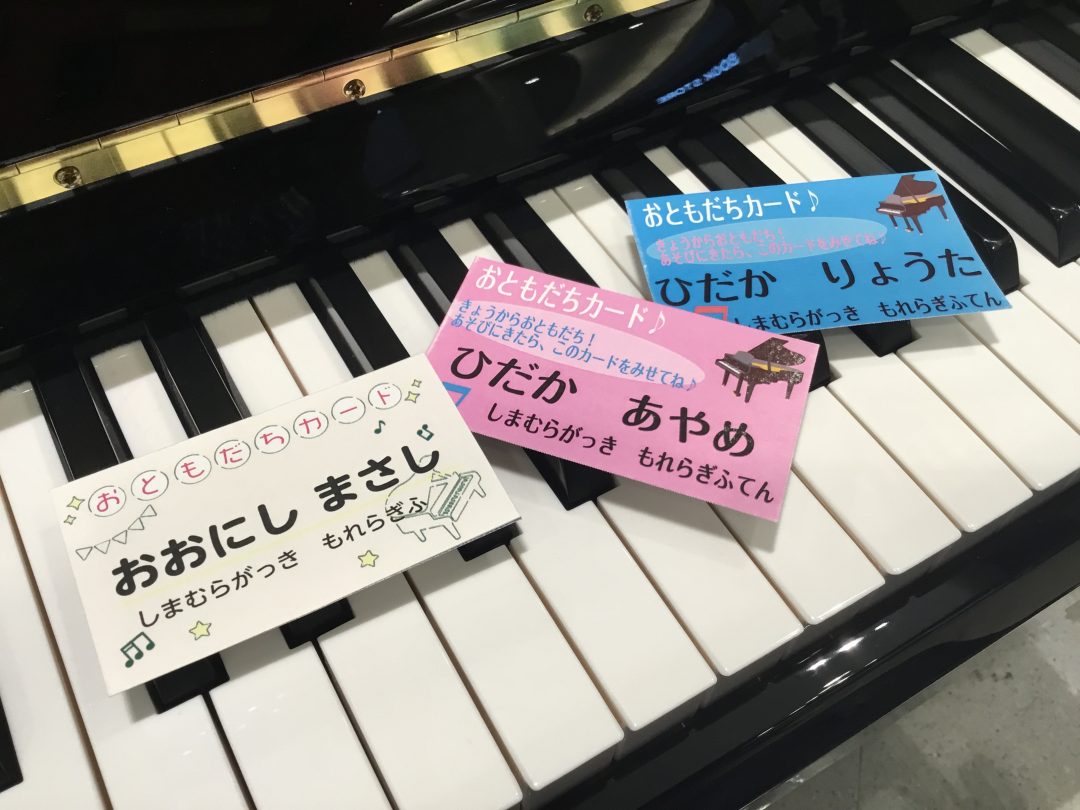 おともだちカード
おおにし まさじ
しまむらがっき もれらぎふ
おともだちカード♪
きょうからおともだち！
あそびにきたら、このカードをみせてね♪
ひだか あやめ
しまむらがっき もれらぎふてん
おともだちカード♪
きょうからおともだち！
あそびにきたら、このカードをみせてね♪
ひだか りょうた
しまむらがっき もれらぎふてん